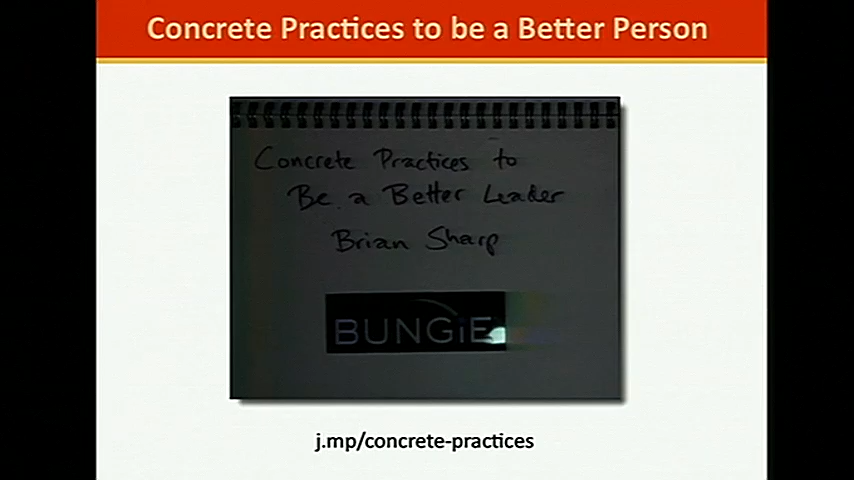 Concrete Practices to be a Better Person
Concrete Practices to
Be a Better Leader
Brian Sharp
BUNGiE
j.mp/concrete-practices